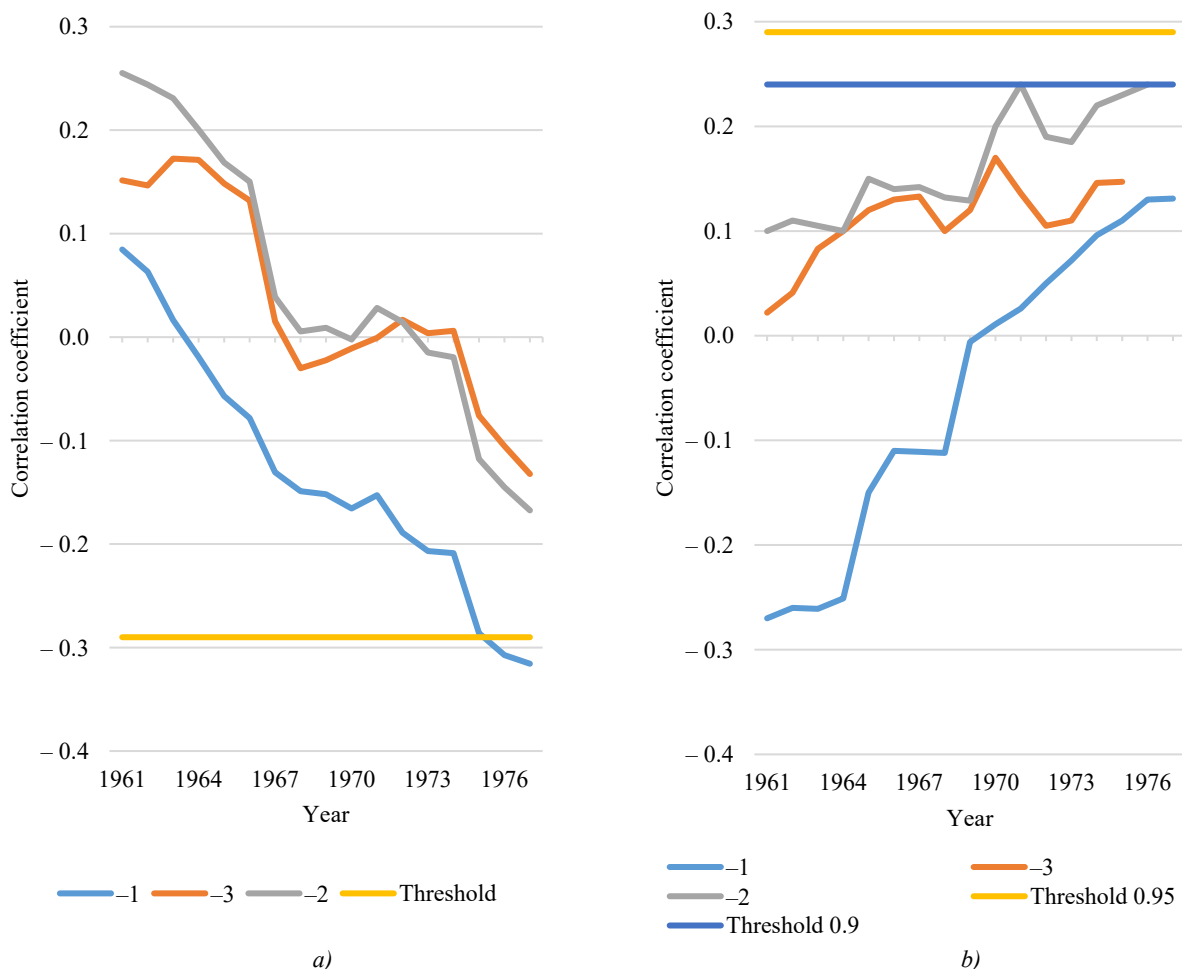 0.3
0.2
0.1
0.0
– 0.1
– 0.2
– 0.3
– 0.4
Correlation coefficient
1961 1964 1967 1970 1973 1976
Year
–1 –3 –2 Threshold
a)
0.3
0.2
0.1
0.0
– 0.1
– 0.2
– 0.3
– 0.4
Correlation coefficient
1961 1964 1967 1970 1973 1976
Year
–1 –3
–2 Threshold 0.95
Threshold 0.9
b)